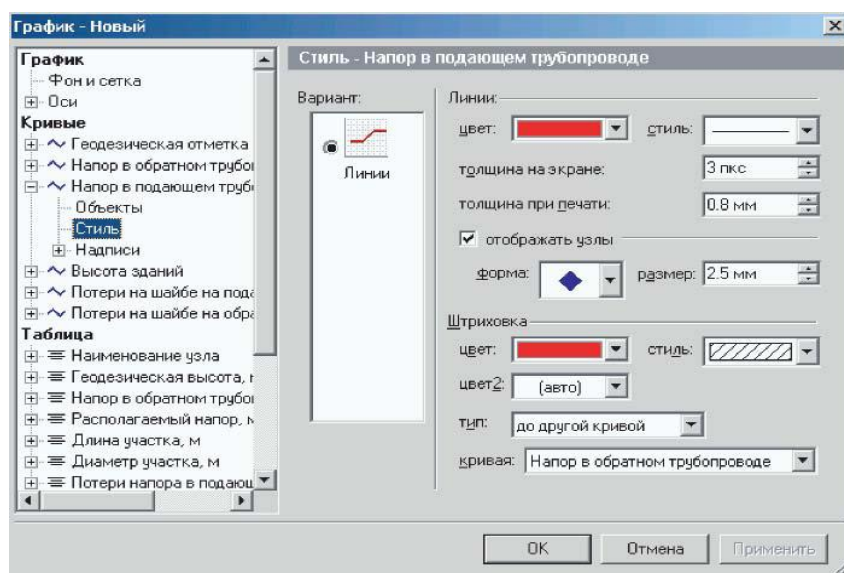 График - Новый
График
Фон и сетка
Оси
Кривые
Геодезическая отметка
Напор в обратном трубо
Напор в подающем труб
Объекты
Стиль
Надписи
Высота зданий
Потери на шайбе на пода
Потери на шайбе на обра
Таблица
Наименование узла
Геодезическая высота,
Напор в обратном трубо
Располагаемый напор,
Длина участка, м
Диаметр участка, м
Потери напора в подающ
Стиль - Напор в подающем трубопроводе
Вариант:
Линии
Линии:
цвет:
стиль:
толщина на экране:
3 пкс
толщина при печати:
0.8 мм
отображать узлы
форма:
размер:
2.5 мм
Штриховка
цвет:
стиль:
цвет2:
(авто)
тип:
до другой кривой
кривая:
Напор в обратном трубопроводе
OK
Отмена
Применить